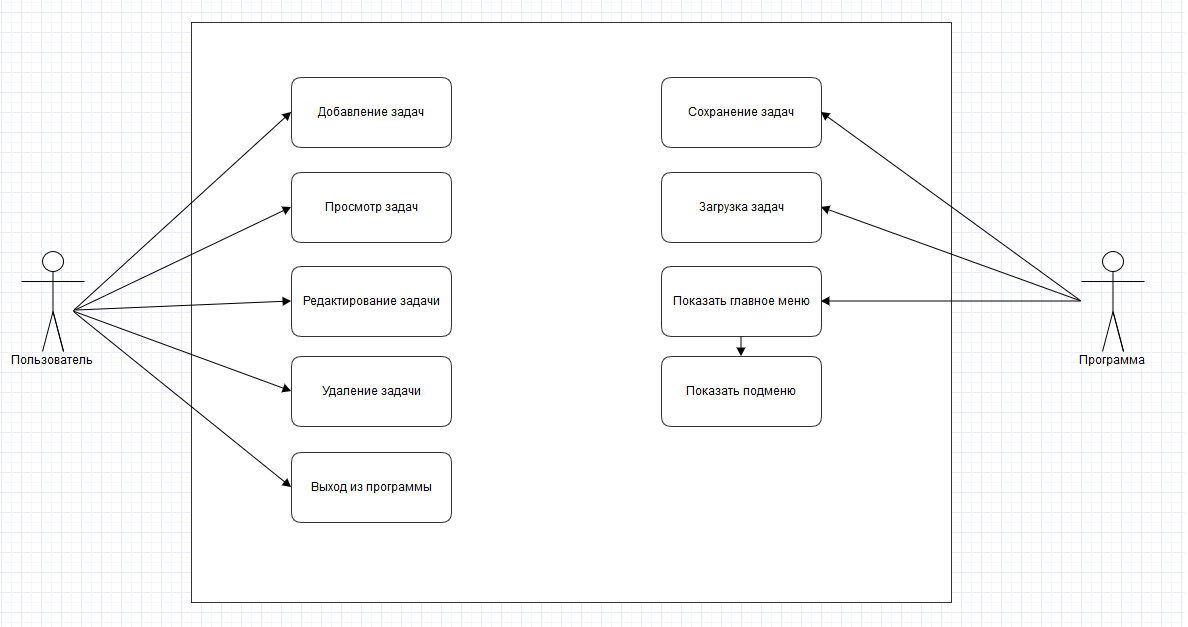 Добавление задач
Просмотр задач
Редактирование задачи
Удаление задачи
Выход из программы
Сохранение задач
Загрузка задач
Показать главное меню
Показать подменю
Пользователь
Программа